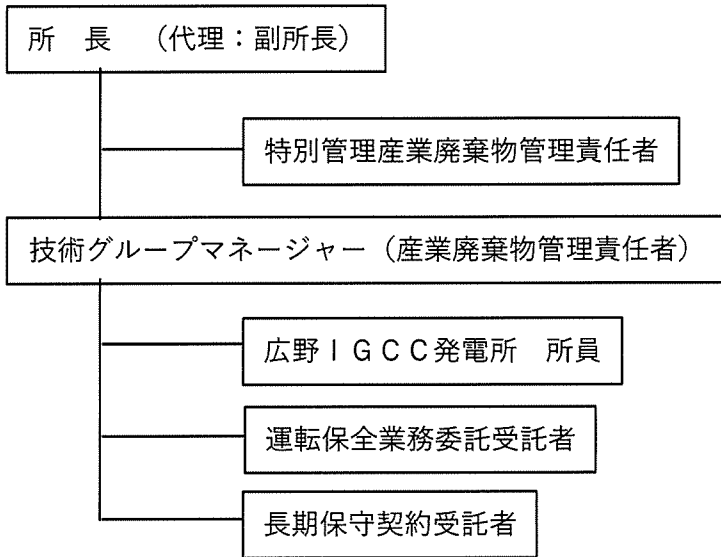 所　長　（代理：副所長）
特別管理産業廃棄物管理責任者
技術グループマネージャー（産業廃棄物管理責任者）
広野ＩＧＣＣ発電所　所員
運転保全業務委託受託者
長期保守契約受託者